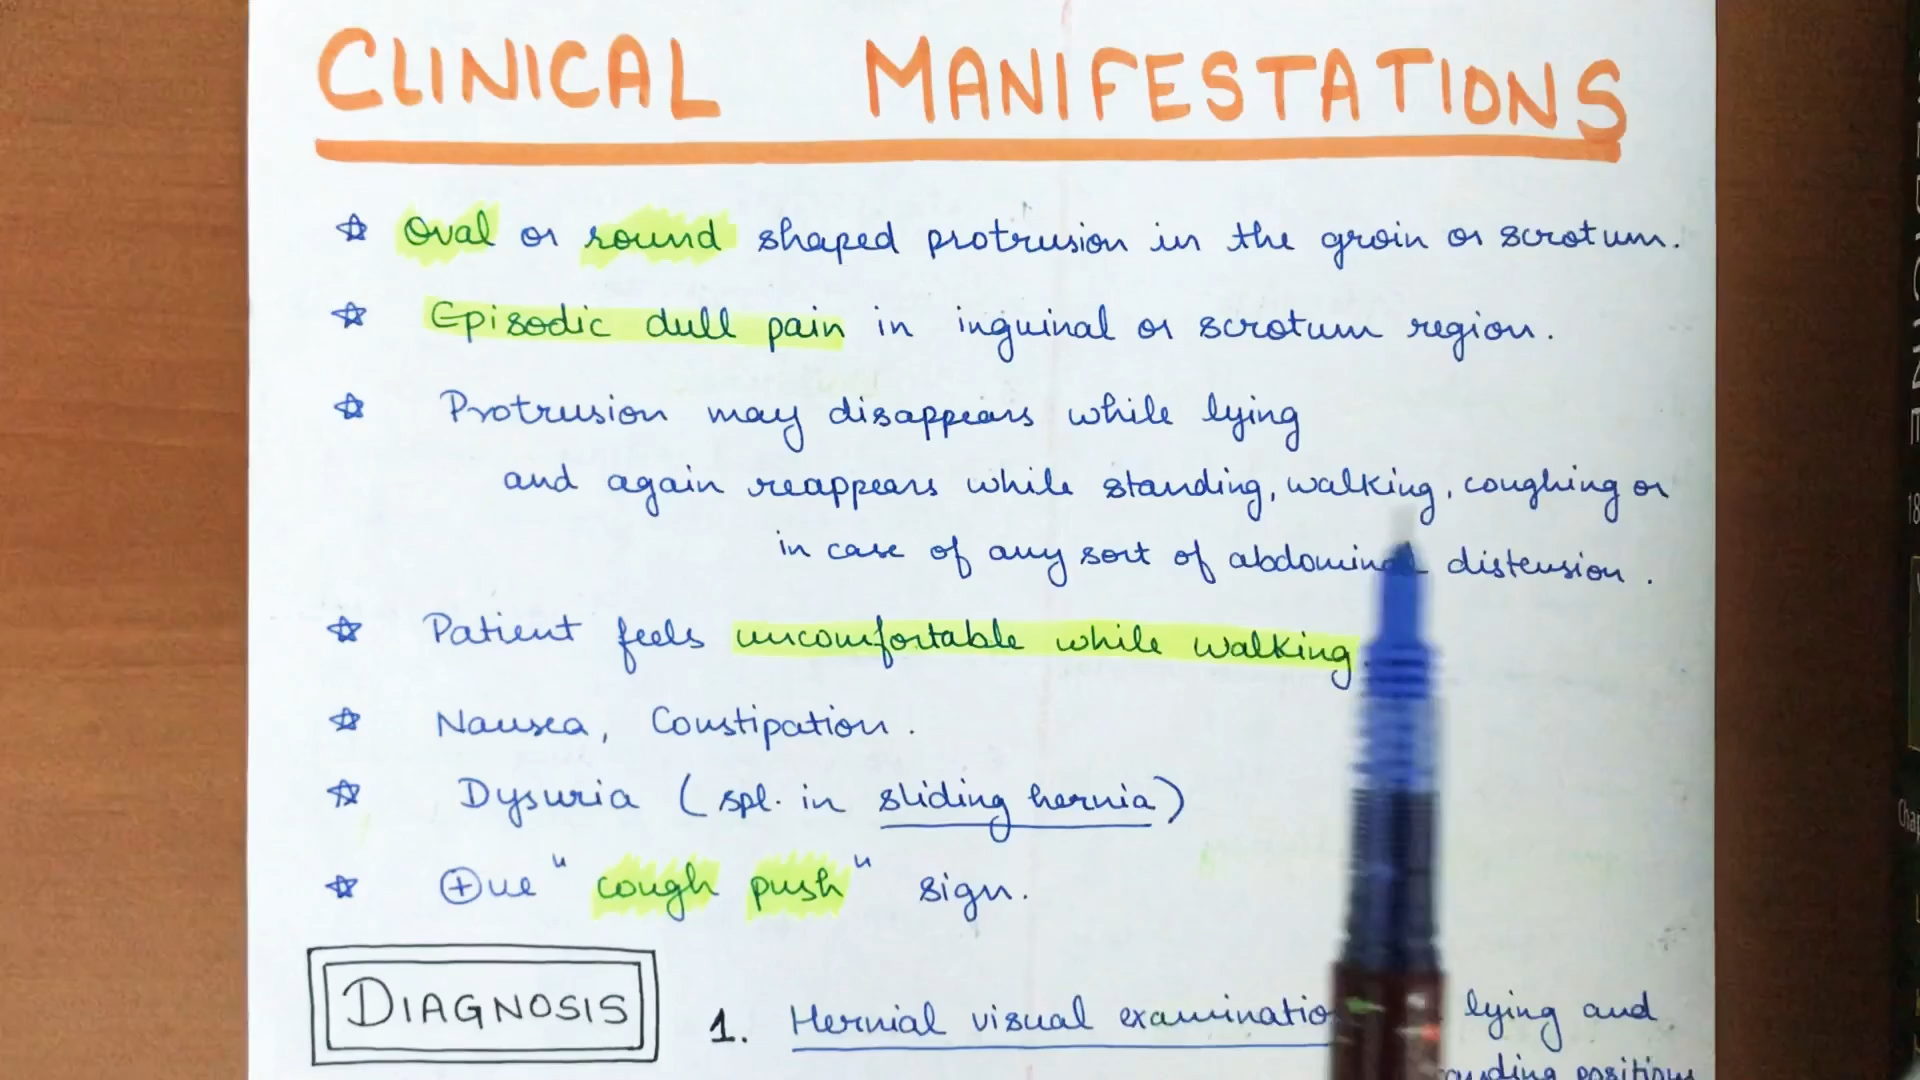 CLINICAL MANIFESTATIONS
☆ Oval or round shaped protrusion in the groin or scrotum.
☆ Episodic dull pain in inguinal or scrotum region.
☆ Protrusion may disappears while lying
and again reappears while standing, walking, coughing or
in case of any sort of abdominal distension.
☆ Patient feels uncomfortable while walking.
☆ Nausea, Constipation.
☆ Dysuria (spl. in sliding hernia)
☆ ⊕ve "cough push" sign.
DIAGNOSIS
1. Hernial visual examination lying and
positions